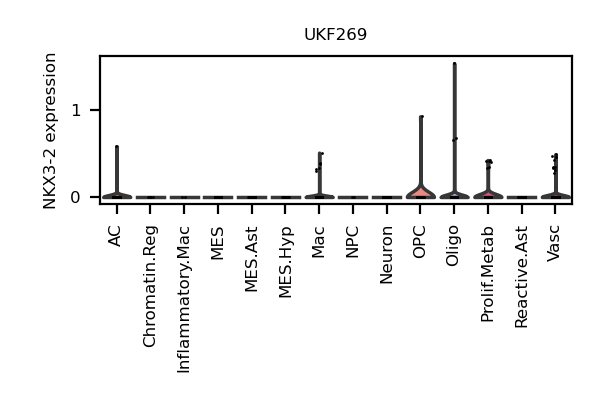 UKF269
NKX3-2 expression
1
0
AC
Chromatin.Reg
Inflammatory.Mac
MES
MES.Ast
MES.Hyp
Mac
NPC
Neuron
OPC
Oligo
Prolif.Metab
Reactive.Ast
Vasc